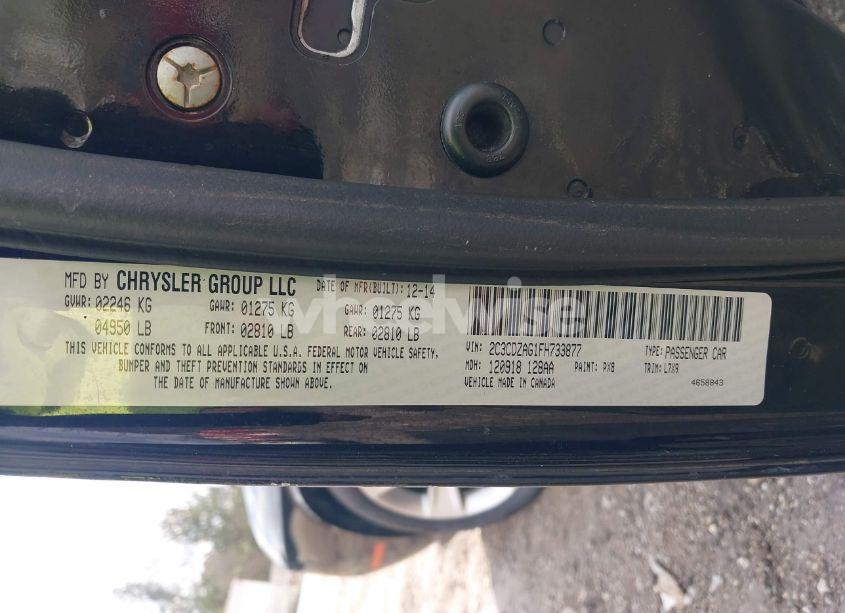 MFD BY CHRYSLER GROUP LLC DATE OF MFR(BUILT): 12-14
GVWR: 02246 KG GAWR: 01275 KG GAWR: 01275 KG
04950 LB FRONT: 02810 LB REAR: 02810 LB
THIS VEHICLE CONFORMS TO ALL APPLICABLE U.S.A. FEDERAL MOTOR VEHICLE SAFETY,
BUMPER AND THEFT PREVENTION STANDARDS IN EFFECT ON
THE DATE OF MANUFACTURE SHOWN ABOVE.
VIN: 2C3CDZAG1FH733877 TYPE: PASSENGER CAR
MDH: 120918 128AA PAINT: PX8 TRIM: L7X9
VEHICLE MADE IN CANADA 4658843
wheelwise